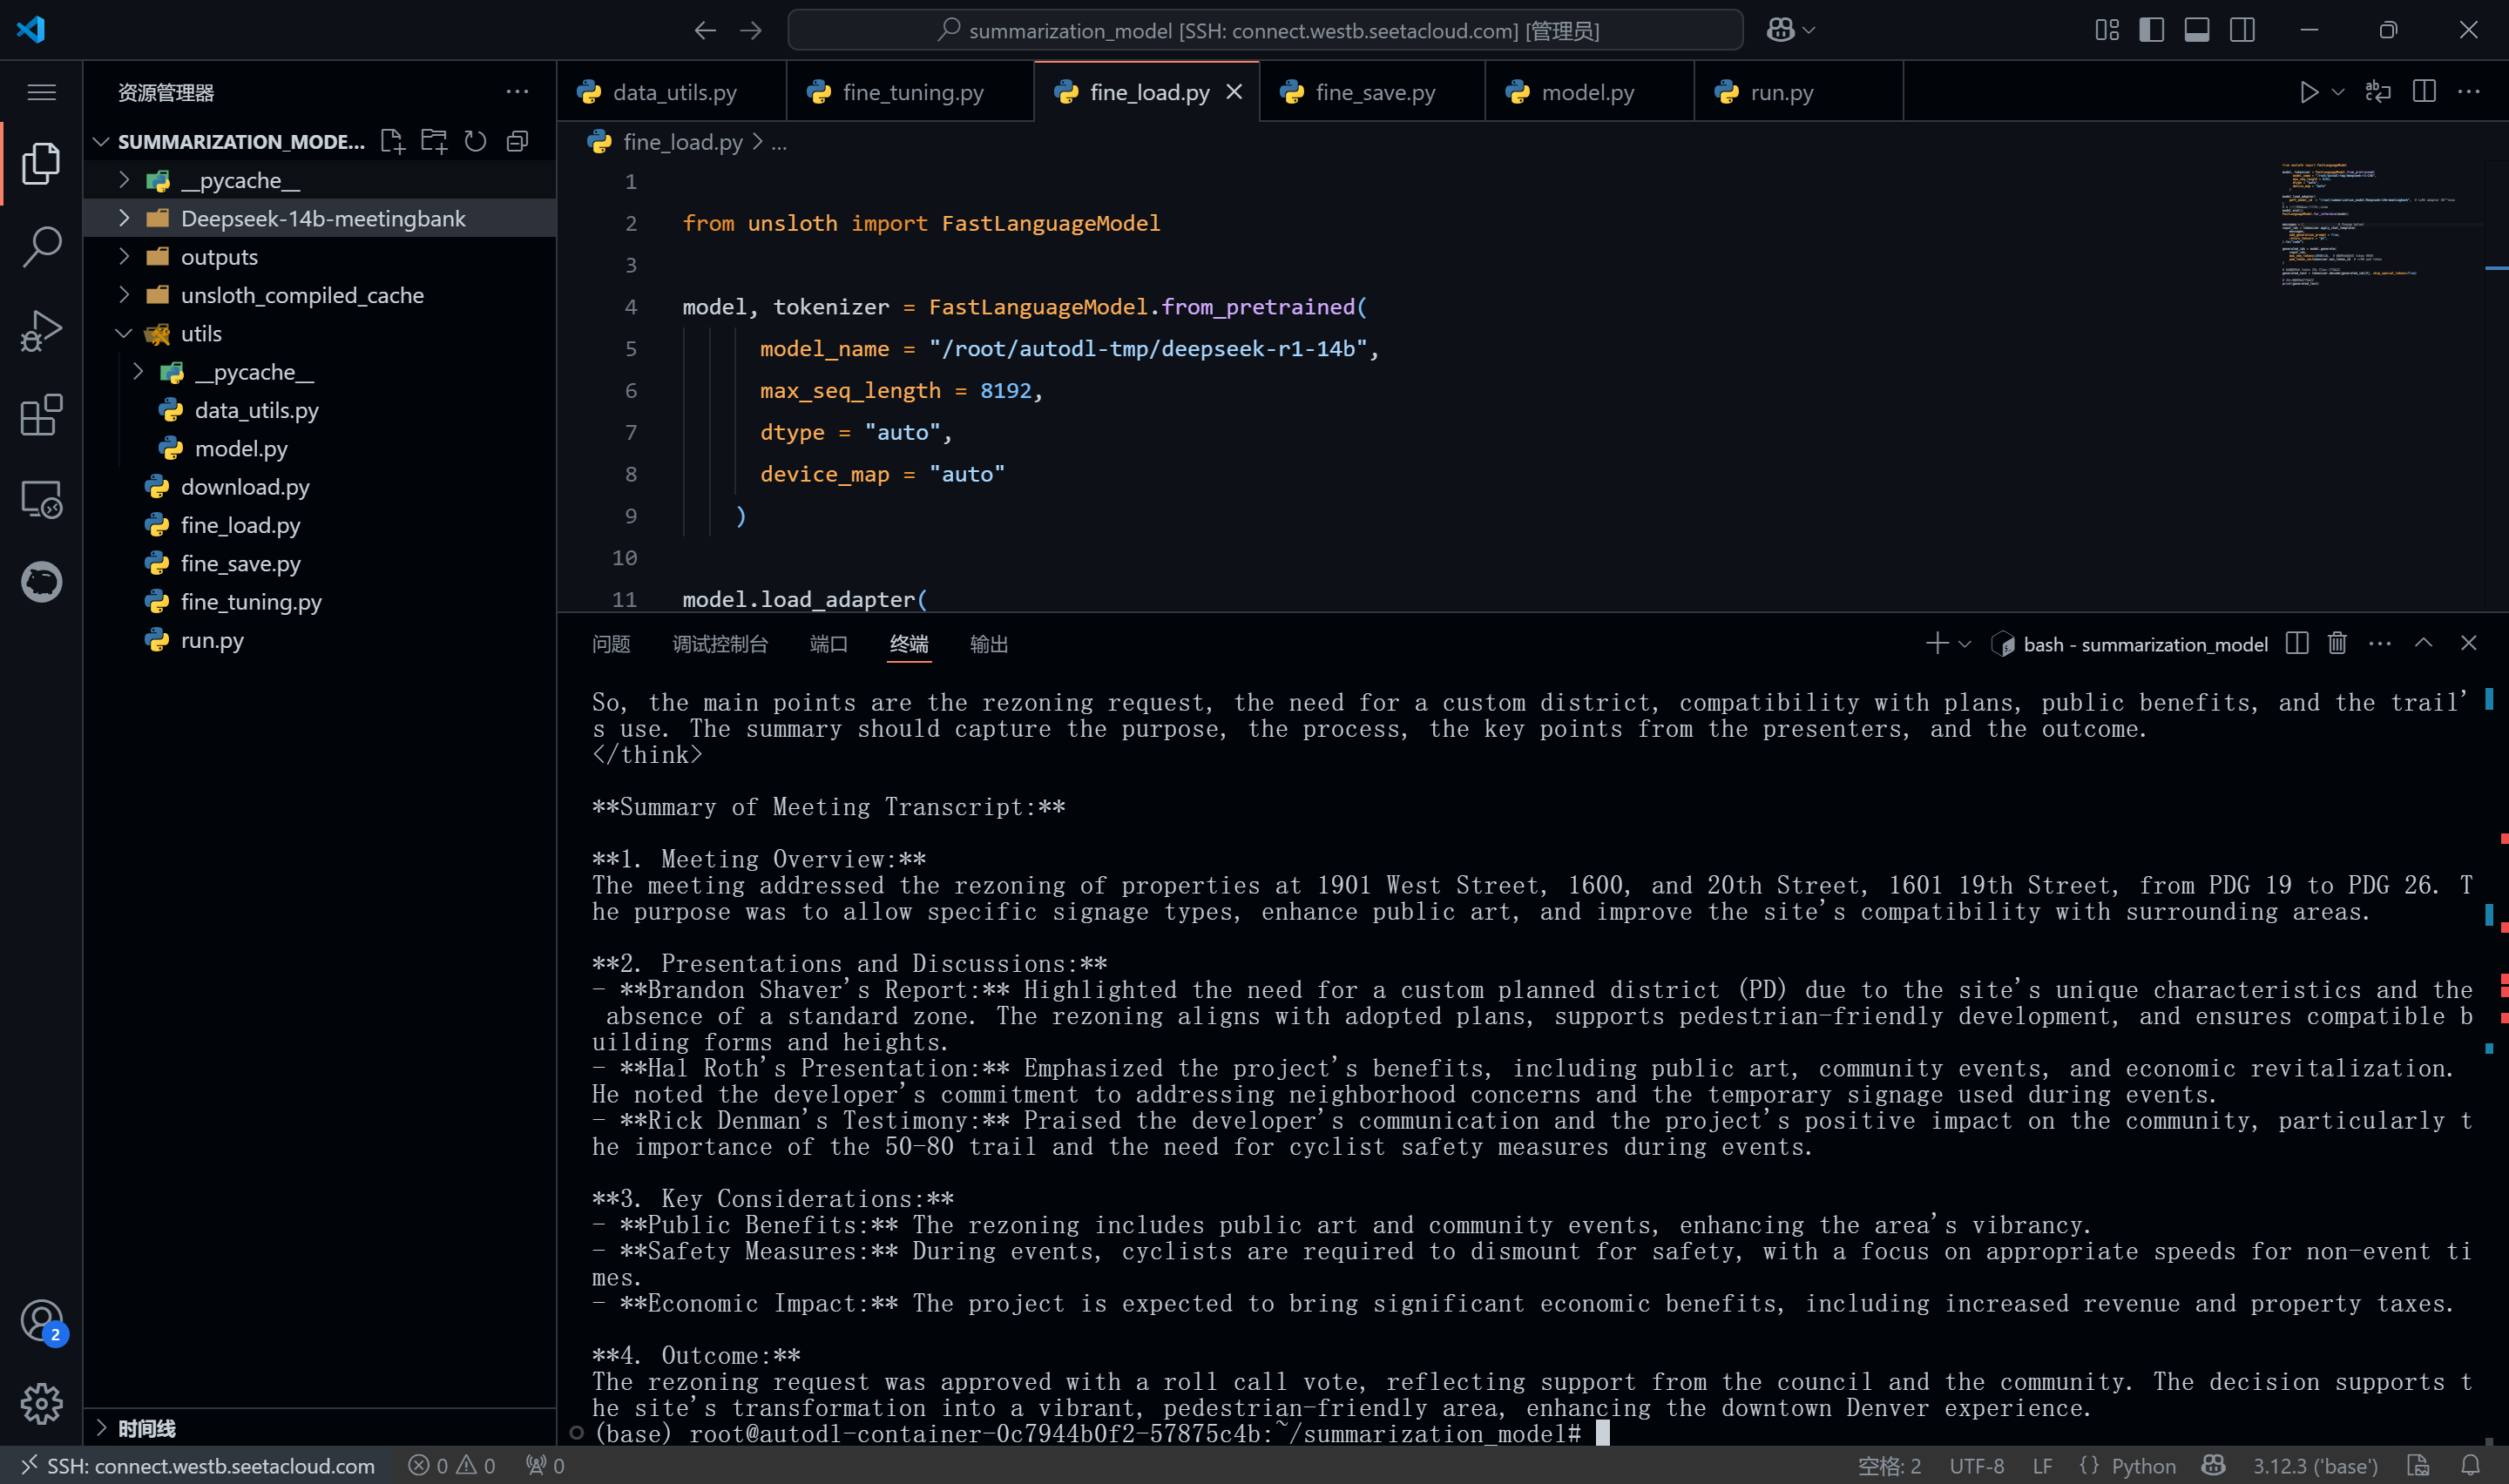 summarization_model [SSH: connect.westb.seetacloud.com] [管理员]
资源管理器
SUMMARIZATION_MODE...
__pycache__
Deepseek-14b-meetingbank
outputs
unsloth_compiled_cache
utils
__pycache__
data_utils.py
model.py
download.py
fine_load.py
fine_save.py
fine_tuning.py
run.py
时间线
2
data_utils.py
fine_tuning.py
fine_load.py
fine_save.py
model.py
run.py
fine_load.py > ...
1
2 from unsloth import FastLanguageModel
3
4 model, tokenizer = FastLanguageModel.from_pretrained(
5 model_name = "/root/autodl-tmp/deepseek-r1-14b",
6 max_seq_length = 8192,
7 dtype = "auto",
8 device_map = "auto"
9 )
10
11 model.load_adapter(
问题 调试控制台 端口 终端 输出
bash - summarization_model
So, the main points are the rezoning request, the need for a custom district, compatibility with plans, public benefits, and the trail'
s use. The summary should capture the purpose, the process, the key points from the presenters, and the outcome.
</think>
**Summary of Meeting Transcript:**
**1. Meeting Overview:**
The meeting addressed the rezoning of properties at 1901 West Street, 1600, and 20th Street, 1601 19th Street, from PDG 19 to PDG 26. T
he purpose was to allow specific signage types, enhance public art, and improve the site's compatibility with surrounding areas.
**2. Presentations and Discussions:**
- **Brandon Shaver's Report:** Highlighted the need for a custom planned district (PD) due to the site's unique characteristics and the
absence of a standard zone. The rezoning aligns with adopted plans, supports pedestrian-friendly development, and ensures compatible b
uilding forms and heights.
- **Hal Roth's Presentation:** Emphasized the project's benefits, including public art, community events, and economic revitalization.
He noted the developer's commitment to addressing neighborhood concerns and the temporary signage used during events.
- **Rick Denman's Testimony:** Praised the developer's communication and the project's positive impact on the community, particularly t
he importance of the 50-80 trail and the need for cyclist safety measures during events.
**3. Key Considerations:**
- **Public Benefits:** The rezoning includes public art and community events, enhancing the area's vibrancy.
- **Safety Measures:** During events, cyclists are required to dismount for safety, with a focus on appropriate speeds for non-event ti
mes.
- **Economic Impact:** The project is expected to bring significant economic benefits, including increased revenue and property taxes.
**4. Outcome:**
The rezoning request was approved with a roll call vote, reflecting support from the council and the community. The decision supports t
he site's transformation into a vibrant, pedestrian-friendly area, enhancing the downtown Denver experience.
(base) root@autodl-container-0c7944b0f2-57875c4b:~/summarization_model#
SSH: connect.westb.seetacloud.com 0 0 0 空格: 2 UTF-8 LF {} Python 3.12.3 ('base')